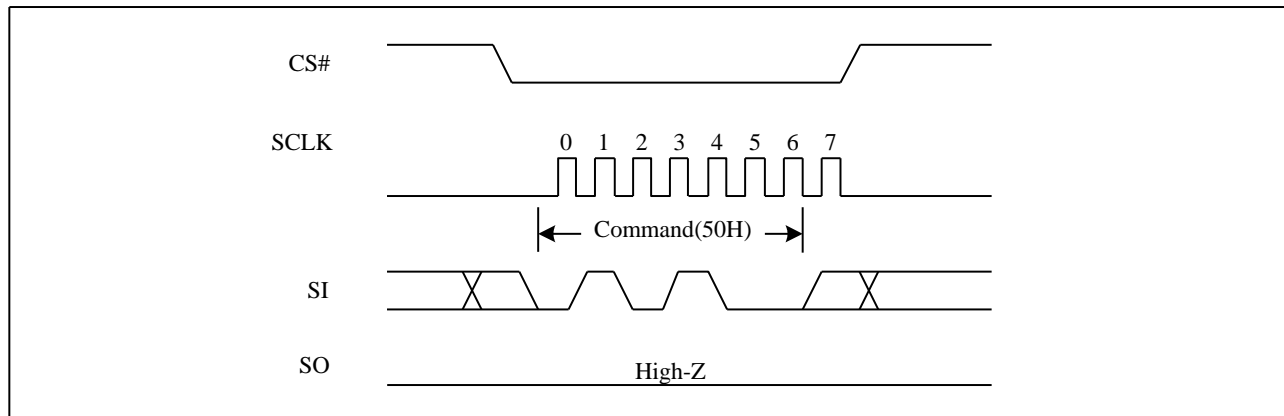 CS#
SCLK
0 1 2 3 4 5 6 7
Command(50H)
SI
SO
High-Z